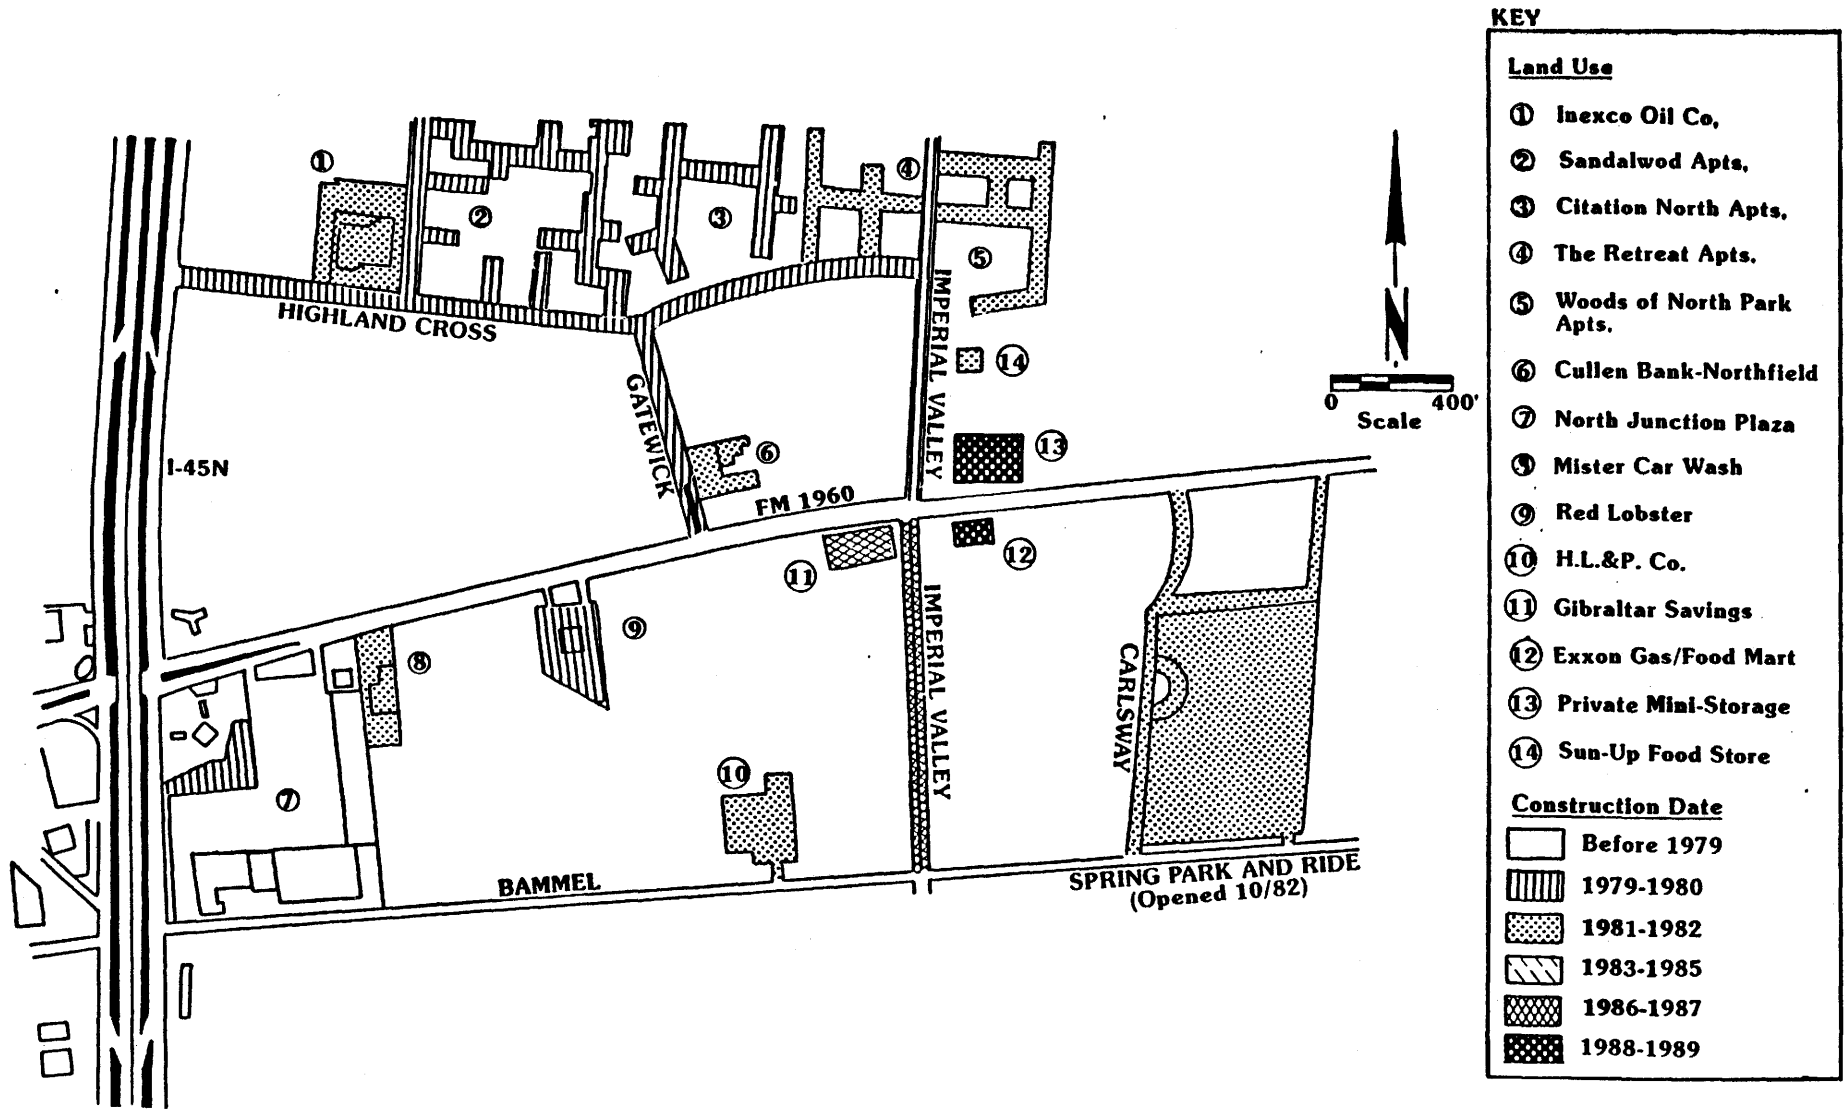 KEY
Land Use
① Inexco Oil Co,
② Sandalwod Apts,
③ Citation North Apts,
④ The Retreat Apts.
⑤ Woods of North Park
Apts.
⑥ Cullen Bank-Northfield
⑦ North Junction Plaza
Mister Car Wash
⑨ Red Lobster
⑩ H.L.&P. Co.
⑪ Gibraltar Savings
⑫ Exxon Gas/Food Mart
⑬ Private Mini-Storage
⑭ Sun-Up Food Store
Construction Date
Before 1979
1979-1980
1981-1982
1983-1985
1986-1987
1988-1989
①
②
③
④
⑤
HIGHLAND CROSS
IMPERIAL VALLEY
⑭
N
0 400'
Scale
GATEWICK
⑥
⑬
I-45N
FM 1960
⑪
⑫
⑨
⑧
IMPERIAL VALLEY
CARLSWAY
⑩
⑦
BAMMEL
SPRING PARK AND RIDE
(Opened 10/82)